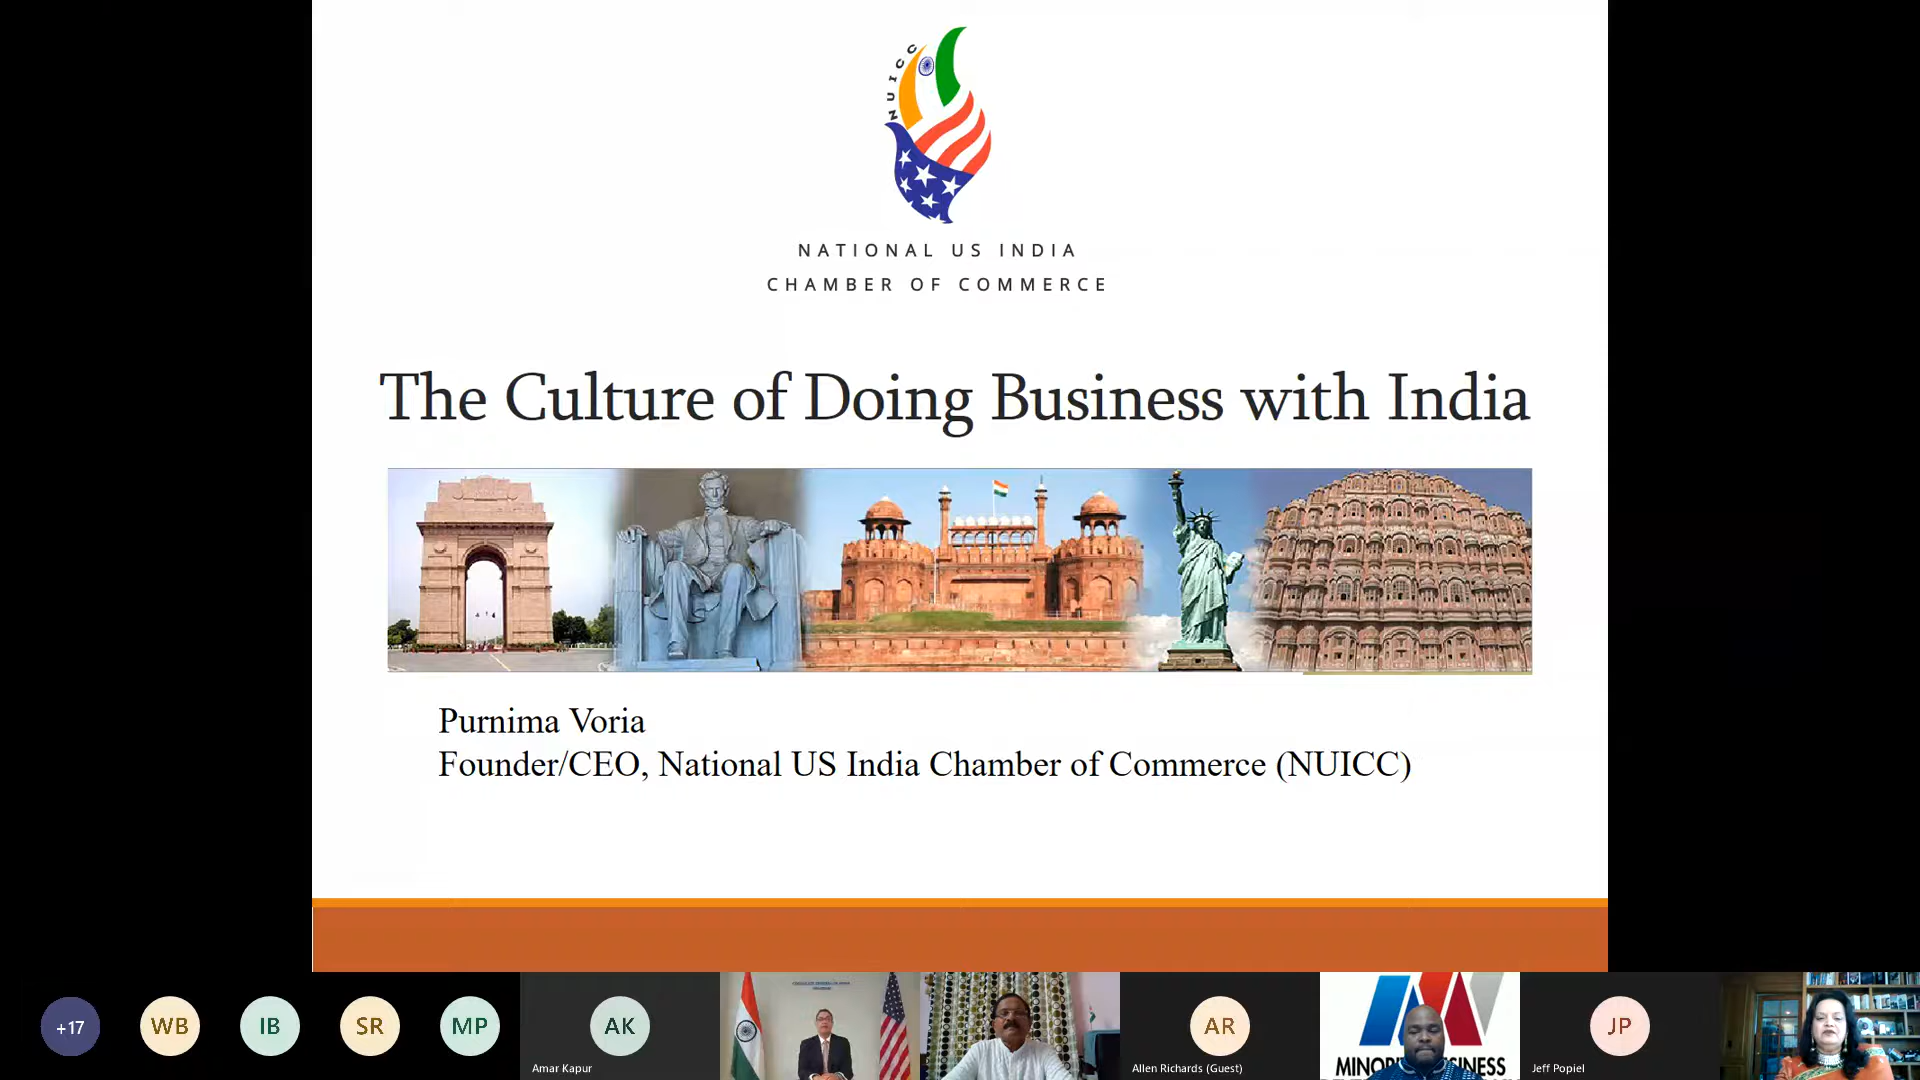 NUICC
NATIONAL US INDIA
CHAMBER OF COMMERCE
The Culture of Doing Business with India
Purnima Voria
Founder/CEO, National US India Chamber of Commerce (NUICC)
+17
WB
IB
SR
MP
AK
Amar Kapur
AR
Allen Richards (Guest)
JP
Jeff Popiel